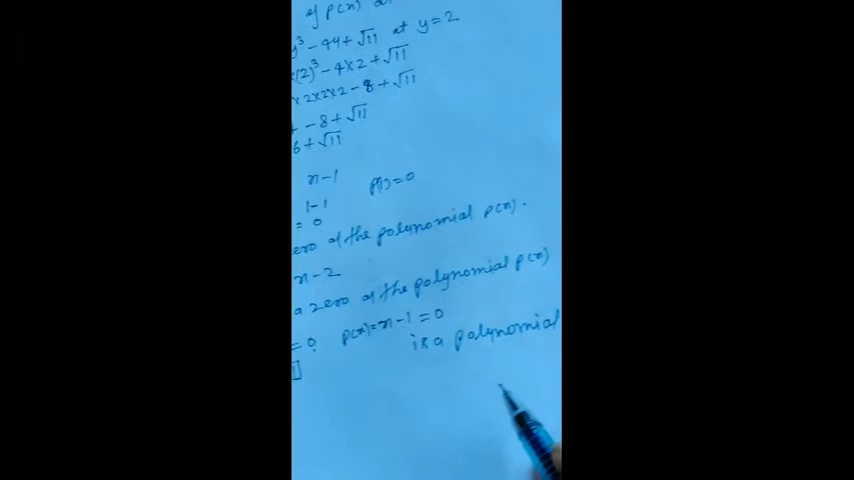 of p(x) at
y³ - 4y + √11 at y = 2
×(2)³ - 4×2 + √11
×2×2×2 - 8 + √11
- 8 + √11
6 + √11
x - 1
1 - 1 p(1) = 0
= 0
zero of the polynomial p(x).
x - 2
a zero of the polynomial p(x)
= 0. p(x) = x - 1 = 0
is a polynomial